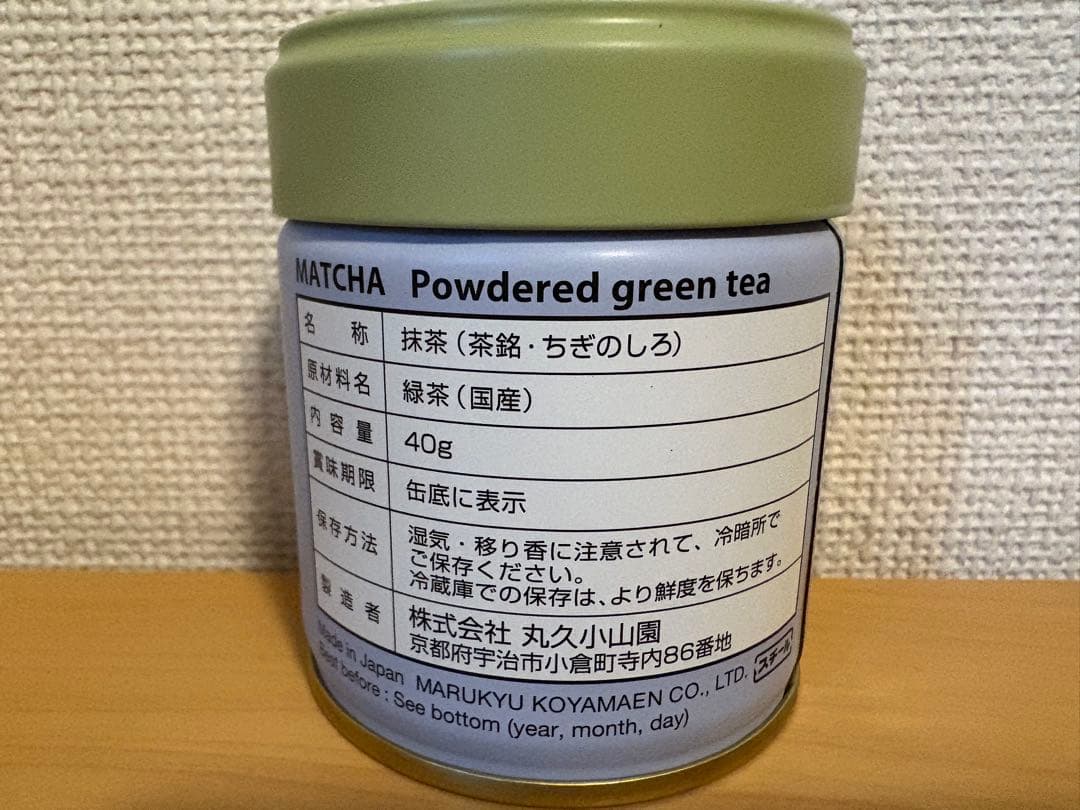 MATCHA Powdered green tea
名称 抹茶（茶銘・ちぎのしろ）
原材料名 緑茶（国産）
内容量 40g
賞味期限 缶底に表示
保存方法 湿気・移り香に注意されて、冷暗所で
ご保存ください。
冷蔵庫での保存は、より鮮度を保ちます。
製造者 株式会社 丸久小山園
京都府宇治市小倉町寺内86番地
Made in Japan MARUKYU KOYAMAEN CO., LTD.
スチール
Best before : See bottom (year, month, day)